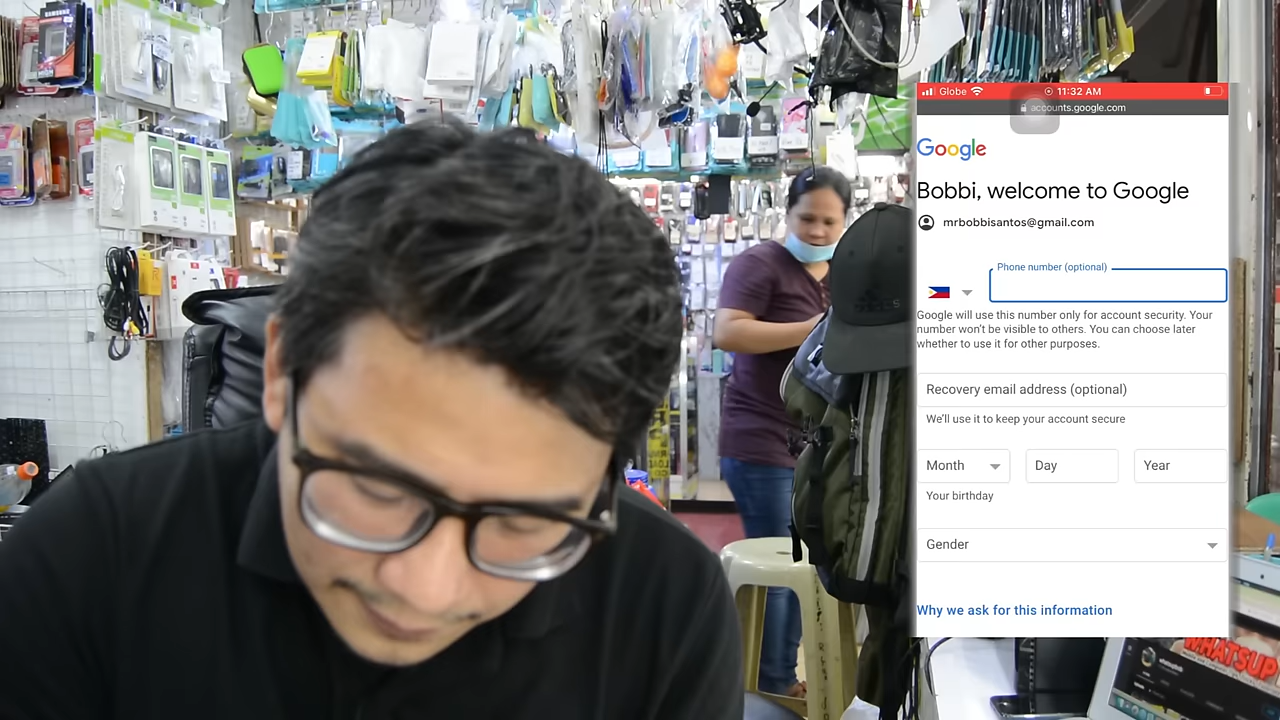 Globe
11:32 AM
accounts.google.com
Google
Bobbi, welcome to Google
mrbobbisantos@gmail.com
Phone number (optional)
Google will use this number only for account security. Your
number won't be visible to others. You can choose later
whether to use it for other purposes.
Recovery email address (optional)
We'll use it to keep your account secure
Month
Day
Year
Your birthday
Gender
Why we ask for this information
WHATSUP